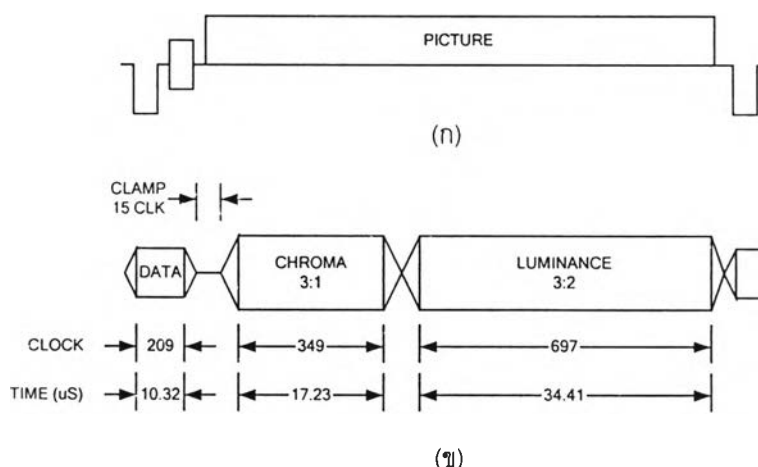 PICTURE
(ก)
CLAMP
15 CLK
DATA
CHROMA
3:1
LUMINANCE
3:2
CLOCK 209 349 697
TIME (uS) 10.32 17.23 34.41
(ข)